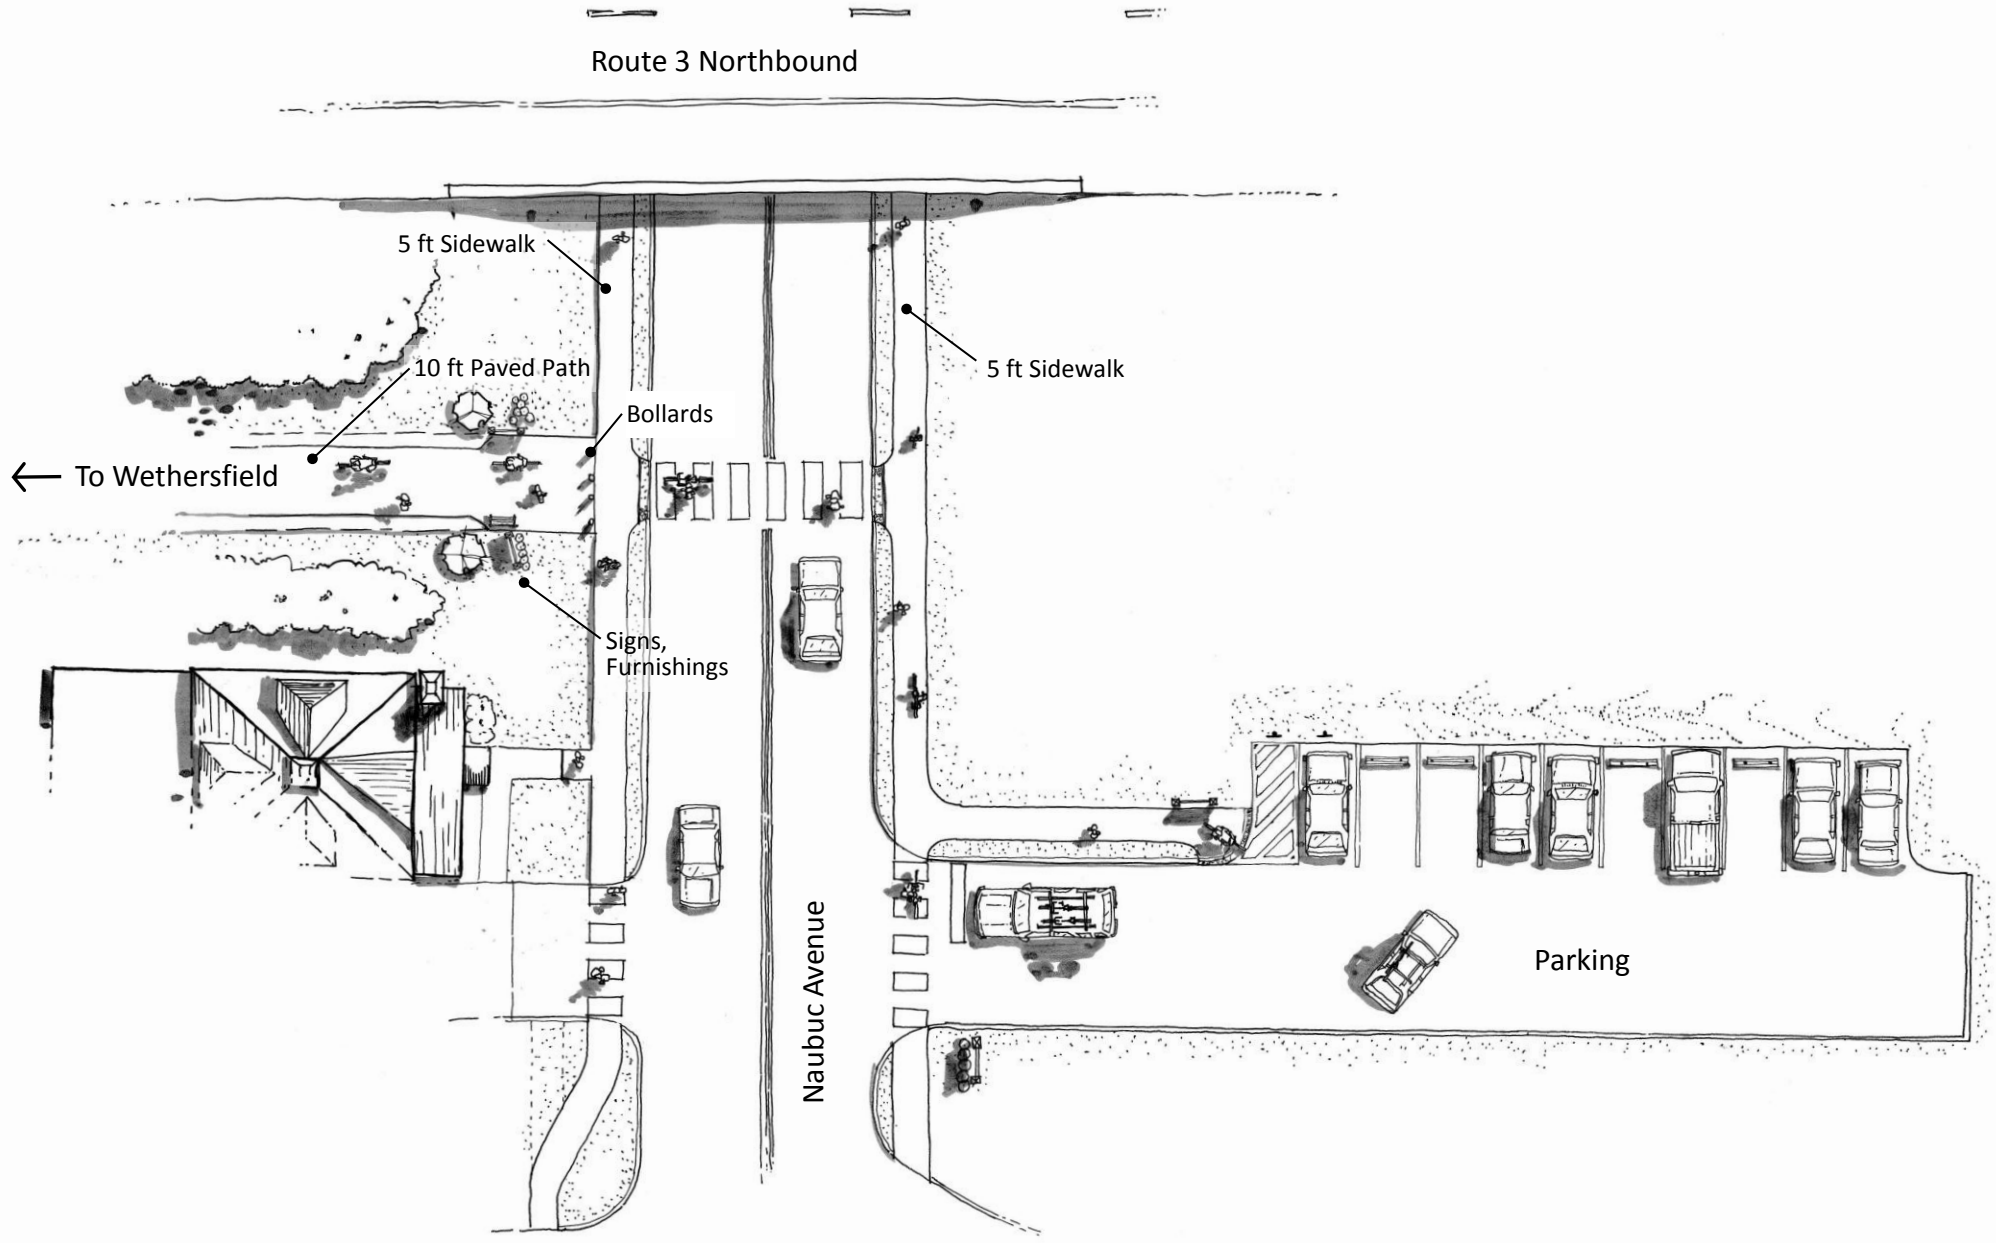 Route 3 Northbound
5 ft Sidewalk
10 ft Paved Path
5 ft Sidewalk
Bollards
To Wethersfield
Signs,
Furnishings
Naubuc Avenue
Parking